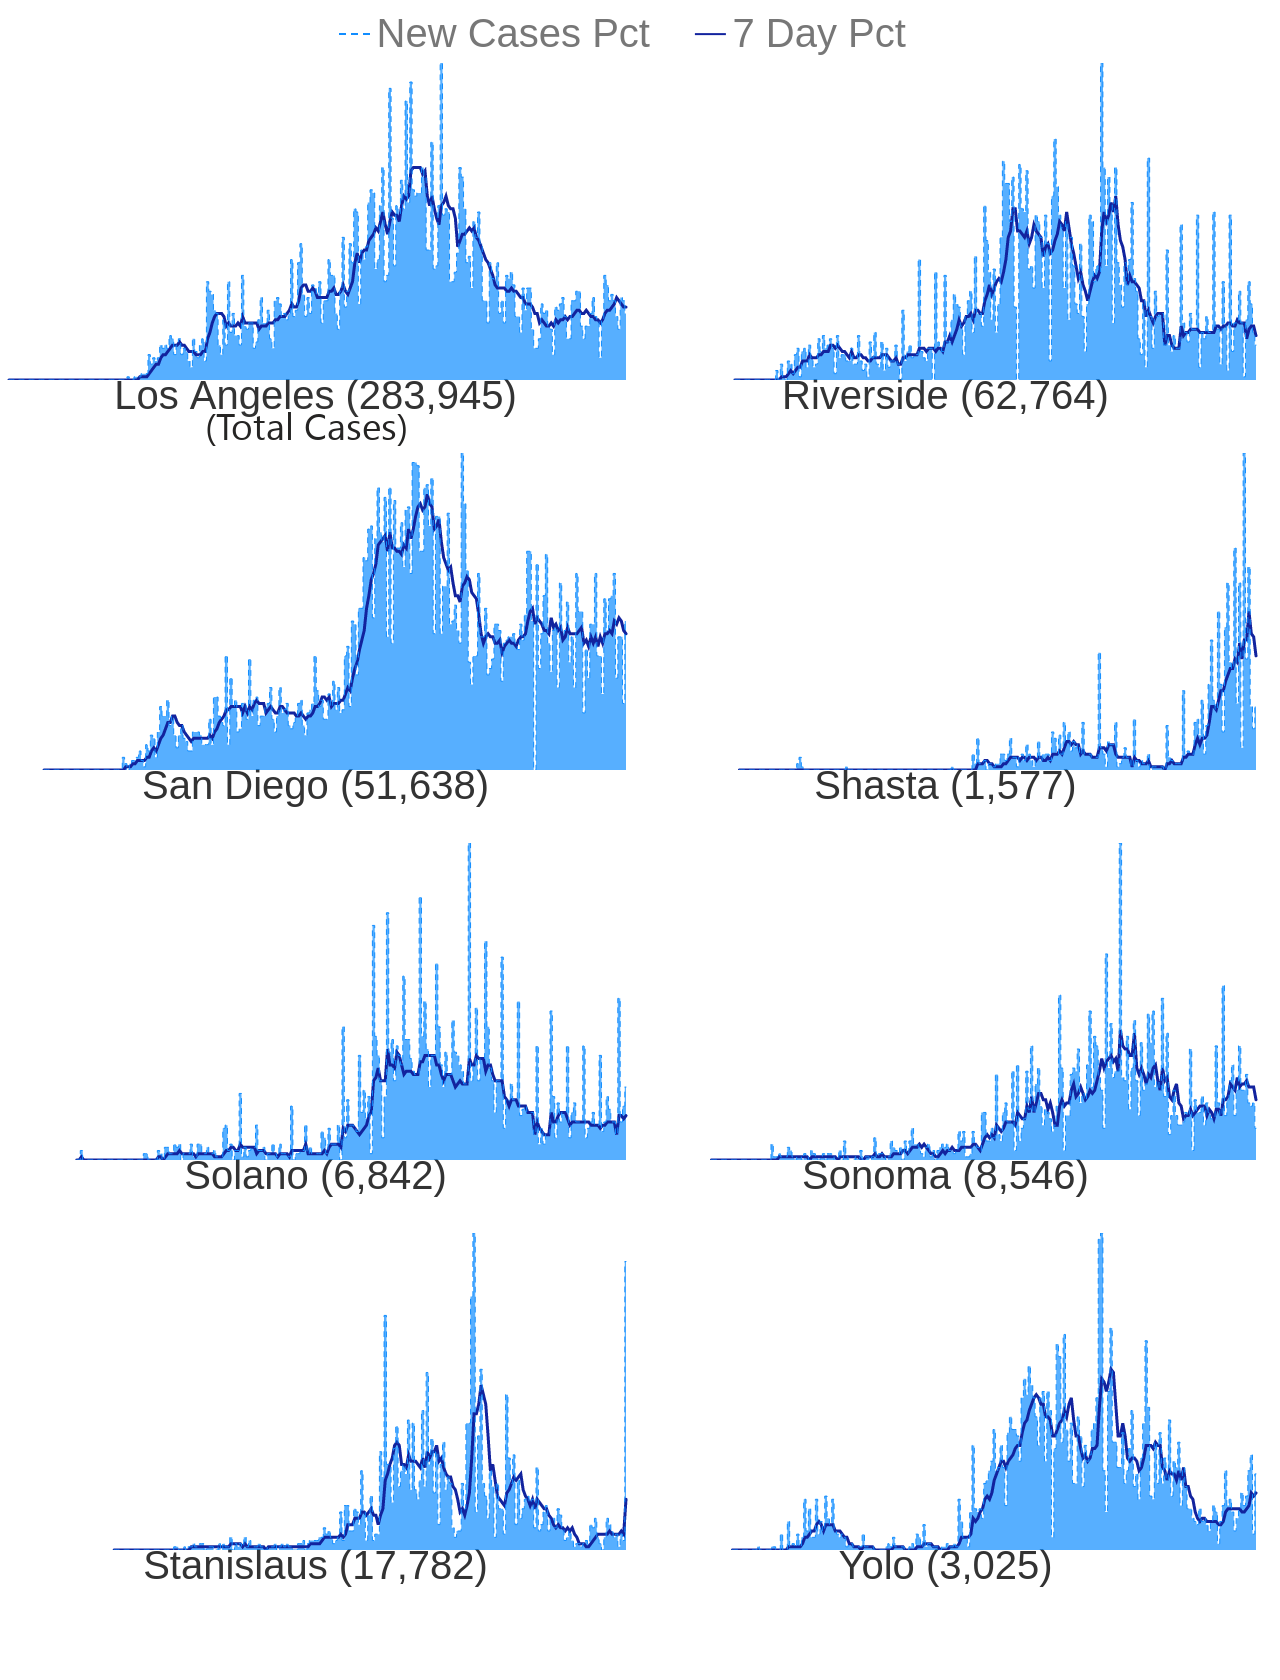 New Cases Pct 7 Day Pct
Los Angeles (283,945) Riverside (62,764)
(Total Cases)
San Diego (51,638) Shasta (1,577)
Solano (6,842) Sonoma (8,546)
Stanislaus (17,782) Yolo (3,025)